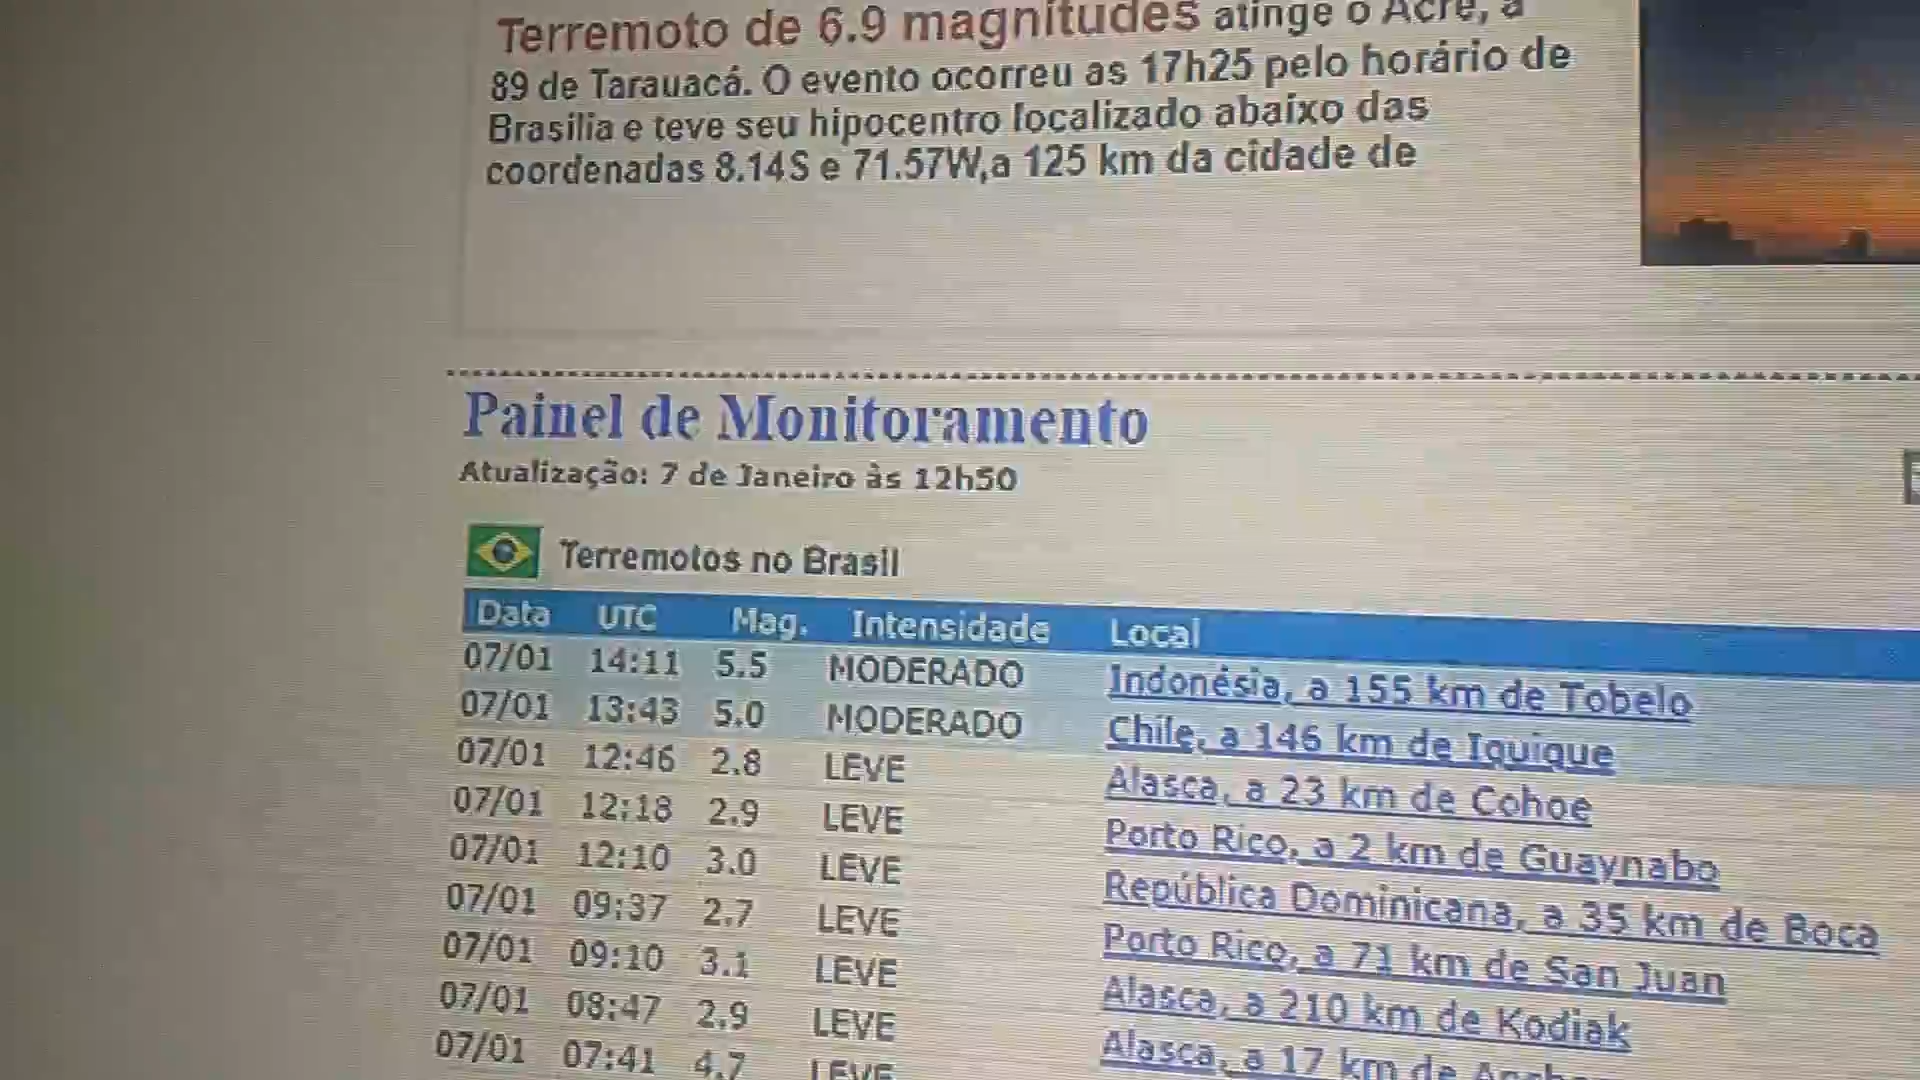 Terremoto de 6.9 magnitudes atinge o Acre, a
89 de Tarauacá. O evento ocorreu as 17h25 pelo horário de
Brasilia e teve seu hipocentro localizado abaixo das
coordenadas 8.14S e 71.57W,a 125 km da cidade de
Painel de Monitoramento
Atualização: 7 de Janeiro às 12h50
Terremotos no Brasil
Data UTC Mag. Intensidade Local
07/01 14:11 5.5 MODERADO Indonésia, a 155 km de Tobelo
07/01 13:43 5.0 MODERADO Chile, a 146 km de Iquique
07/01 12:46 2.8 LEVE Alasca, a 23 km de Cohoe
07/01 12:18 2.9 LEVE Porto Rico, a 2 km de Guaynabo
07/01 12:10 3.0 LEVE República Dominicana, a 35 km de Boca
07/01 09:37 2.7 LEVE Porto Rico, a 71 km de San Juan
07/01 09:10 3.1 LEVE Alasca, a 210 km de Kodiak
07/01 08:47 2.9 LEVE Alasca, a 17 km de
07/01 07:41 4.7 LEVE